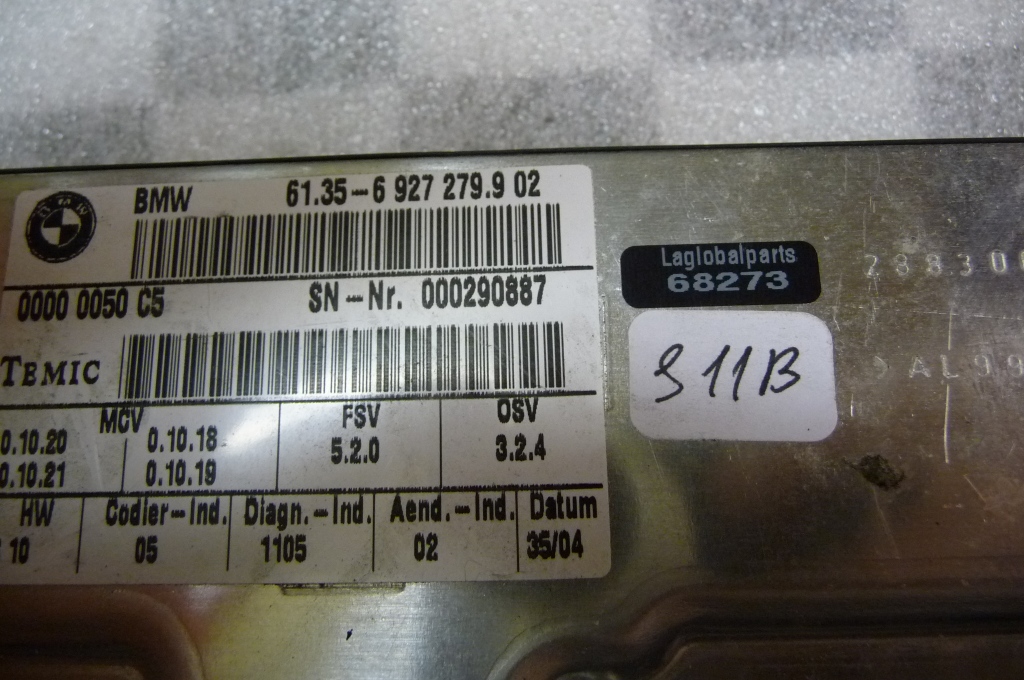 BMW 61.35-6 927 279.9 02
0000 0050 C5 SN-Nr. 000290887
TEMIC
MCV FSV OSV
0.10.20 0.10.18 5.2.0 3.2.4
0.10.21 0.10.19
HW Codier-Ind. Diagn.-Ind. Aend.-Ind. Datum
10 05 1105 02 35/04
Laglobalparts
68273
S11B